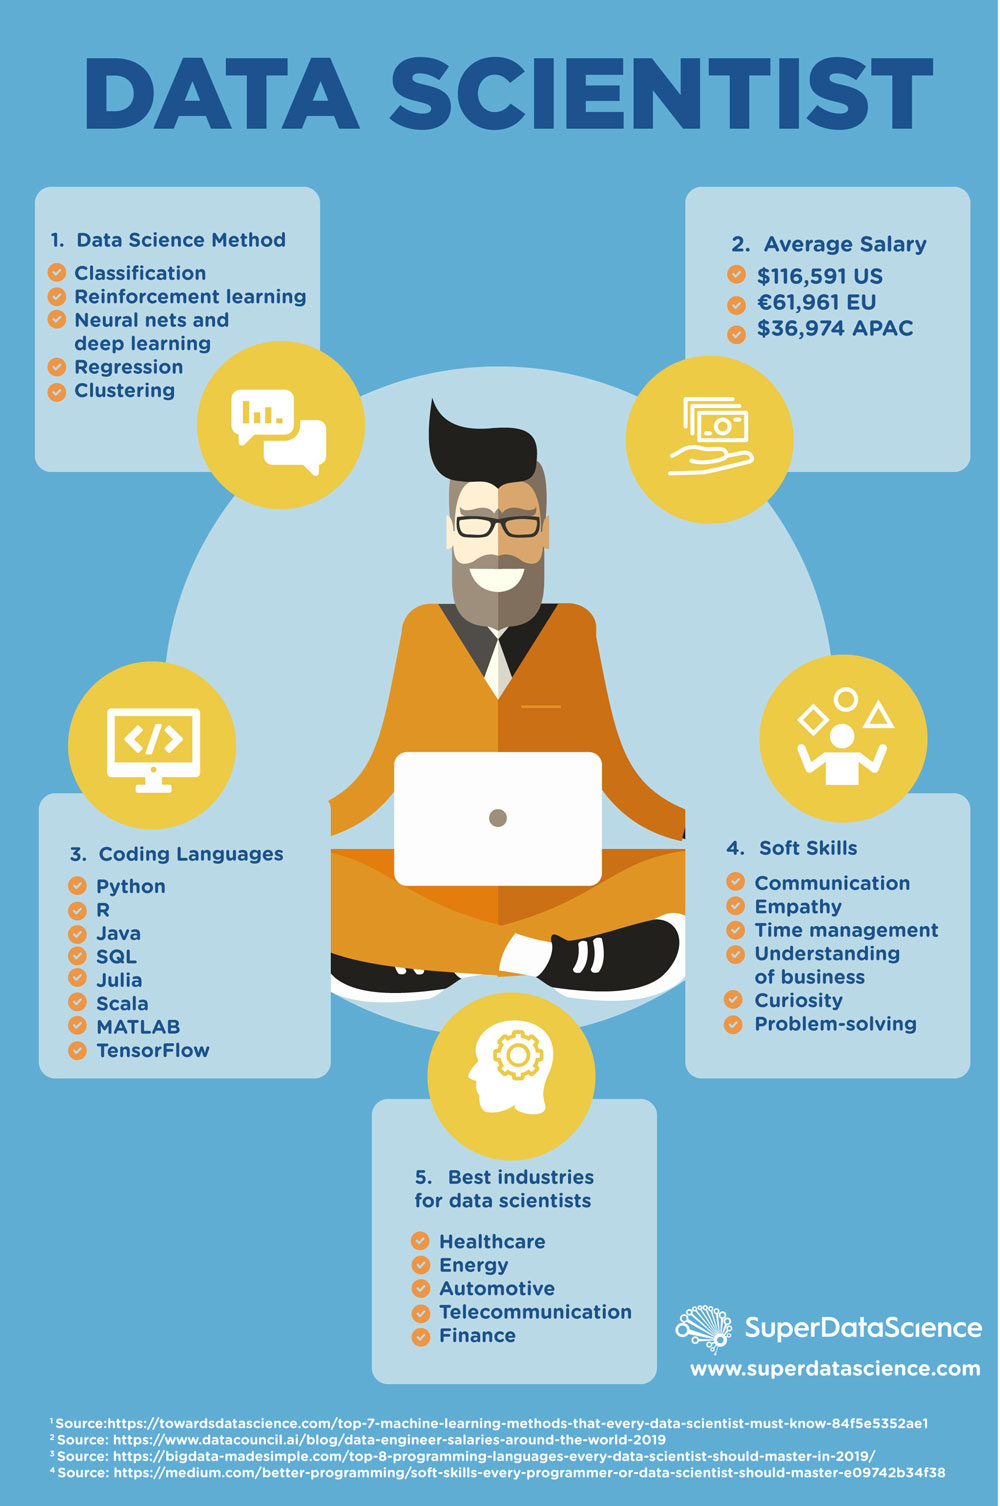 DATA SCIENTIST
1. Data Science Method
Classification
Reinforcement learning
Neural nets and
deep learning
Regression
Clustering
2. Average Salary
$116,591 US
€61,961 EU
$36,974 APAC
</>
3. Coding Languages
Python
R
Java
SQL
Julia
Scala
MATLAB
TensorFlow
4. Soft Skills
Communication
Empathy
Time management
Understanding
of business
Curiosity
Problem-solving
5. Best industries
for data scientists
Healthcare
Energy
Automotive
Telecommunication
Finance
SuperDataScience
www.superdatascience.com
¹ Source:https://towardsdatascience.com/top-7-machine-learning-methods-that-every-data-scientist-must-know-84f5e5352ae1
² Source: https://www.datacouncil.ai/blog/data-engineer-salaries-around-the-world-2019
³ Source: https://bigdata-madesimple.com/top-8-programming-languages-every-data-scientist-should-master-in-2019/
⁴ Source: https://medium.com/better-programming/soft-skills-every-programmer-or-data-scientist-should-master-e09742b34f38